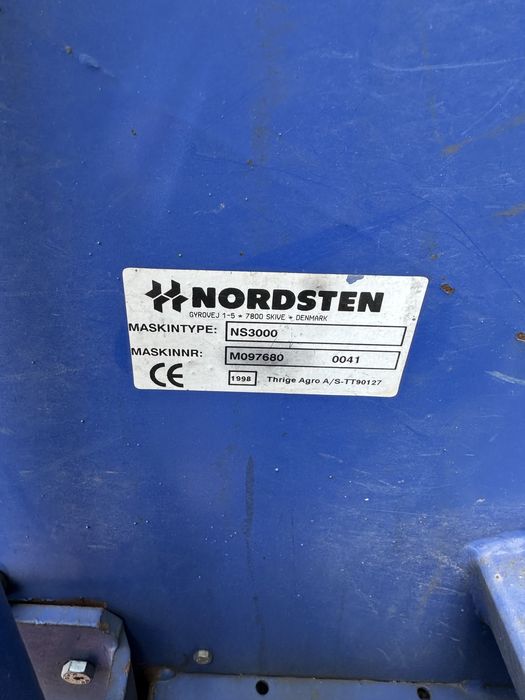 NORDSTEN
GYROVEJ 1-5 * 7800 SKIVE * DENMARK
MASKINTYPE: NS3000
MASKINNR: M097680 0041
CE 1998 Thrige Agro A/S-TT90127